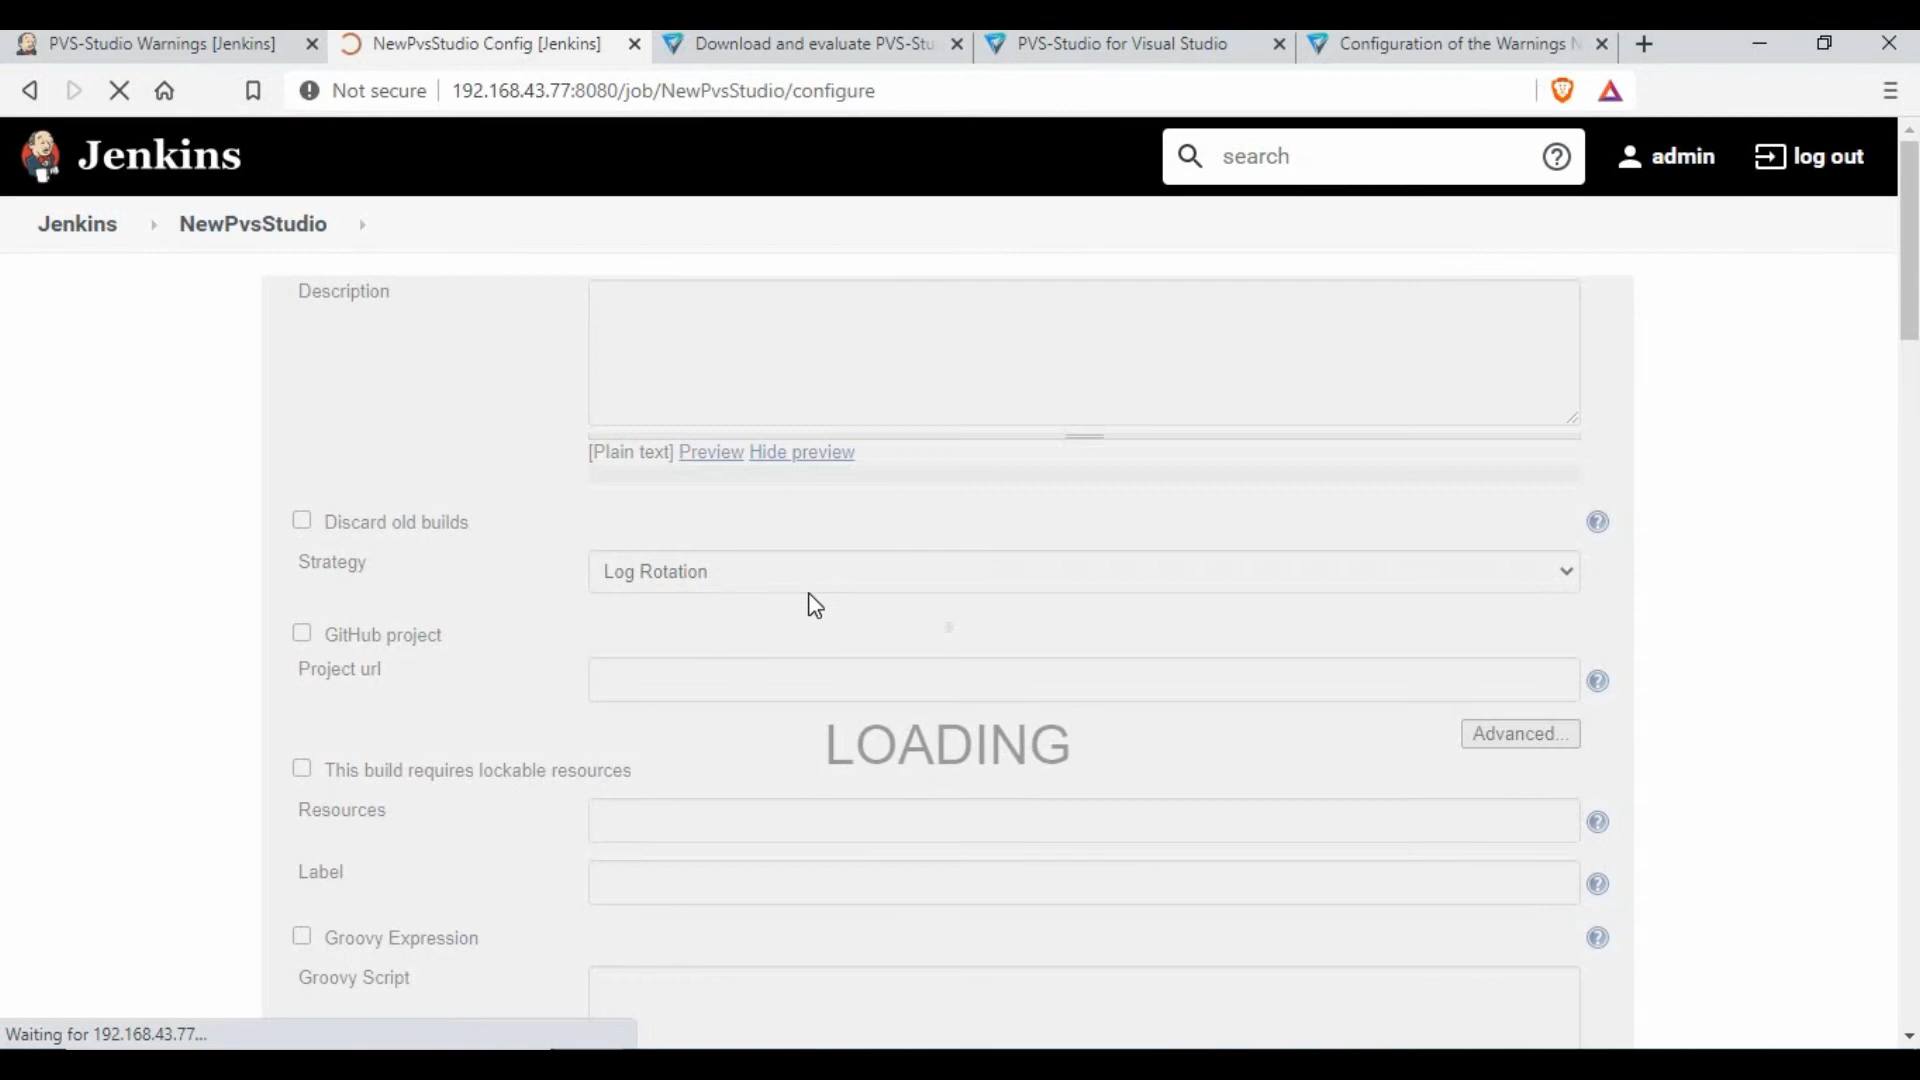 PVS-Studio Warnings [Jenkins]
NewPvsStudio Config [Jenkins]
Download and evaluate PVS-Stu
PVS-Studio for Visual Studio
Configuration of the Warnings N
Not secure
192.168.43.77:8080/job/NewPvsStudio/configure
Jenkins
search
admin
log out
Jenkins
NewPvsStudio
Description
[Plain text] Preview Hide preview
Discard old builds
Strategy
Log Rotation
GitHub project
Project url
LOADING
Advanced...
This build requires lockable resources
Resources
Label
Groovy Expression
Groovy Script
Waiting for 192.168.43.77...